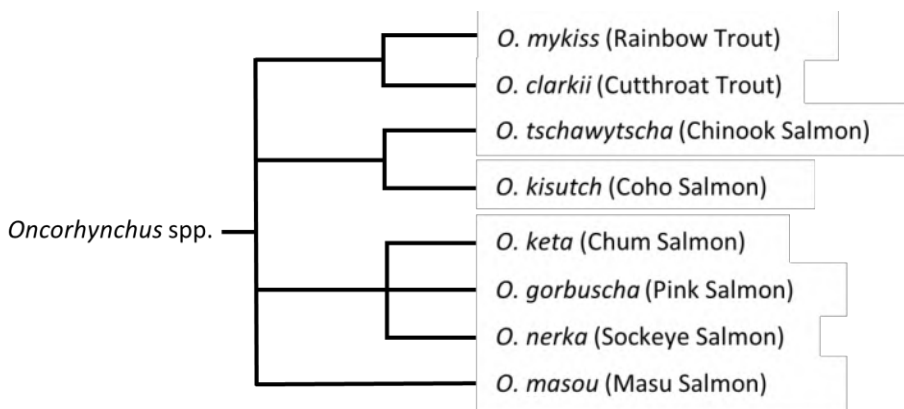 O. mykiss (Rainbow Trout)
O. clarkii (Cutthroat Trout)
O. tschawytscha (Chinook Salmon)
O. kisutch (Coho Salmon)
Oncorhynchus spp.
O. keta (Chum Salmon)
O. gorbuscha (Pink Salmon)
O. nerka (Sockeye Salmon)
O. masou (Masu Salmon)